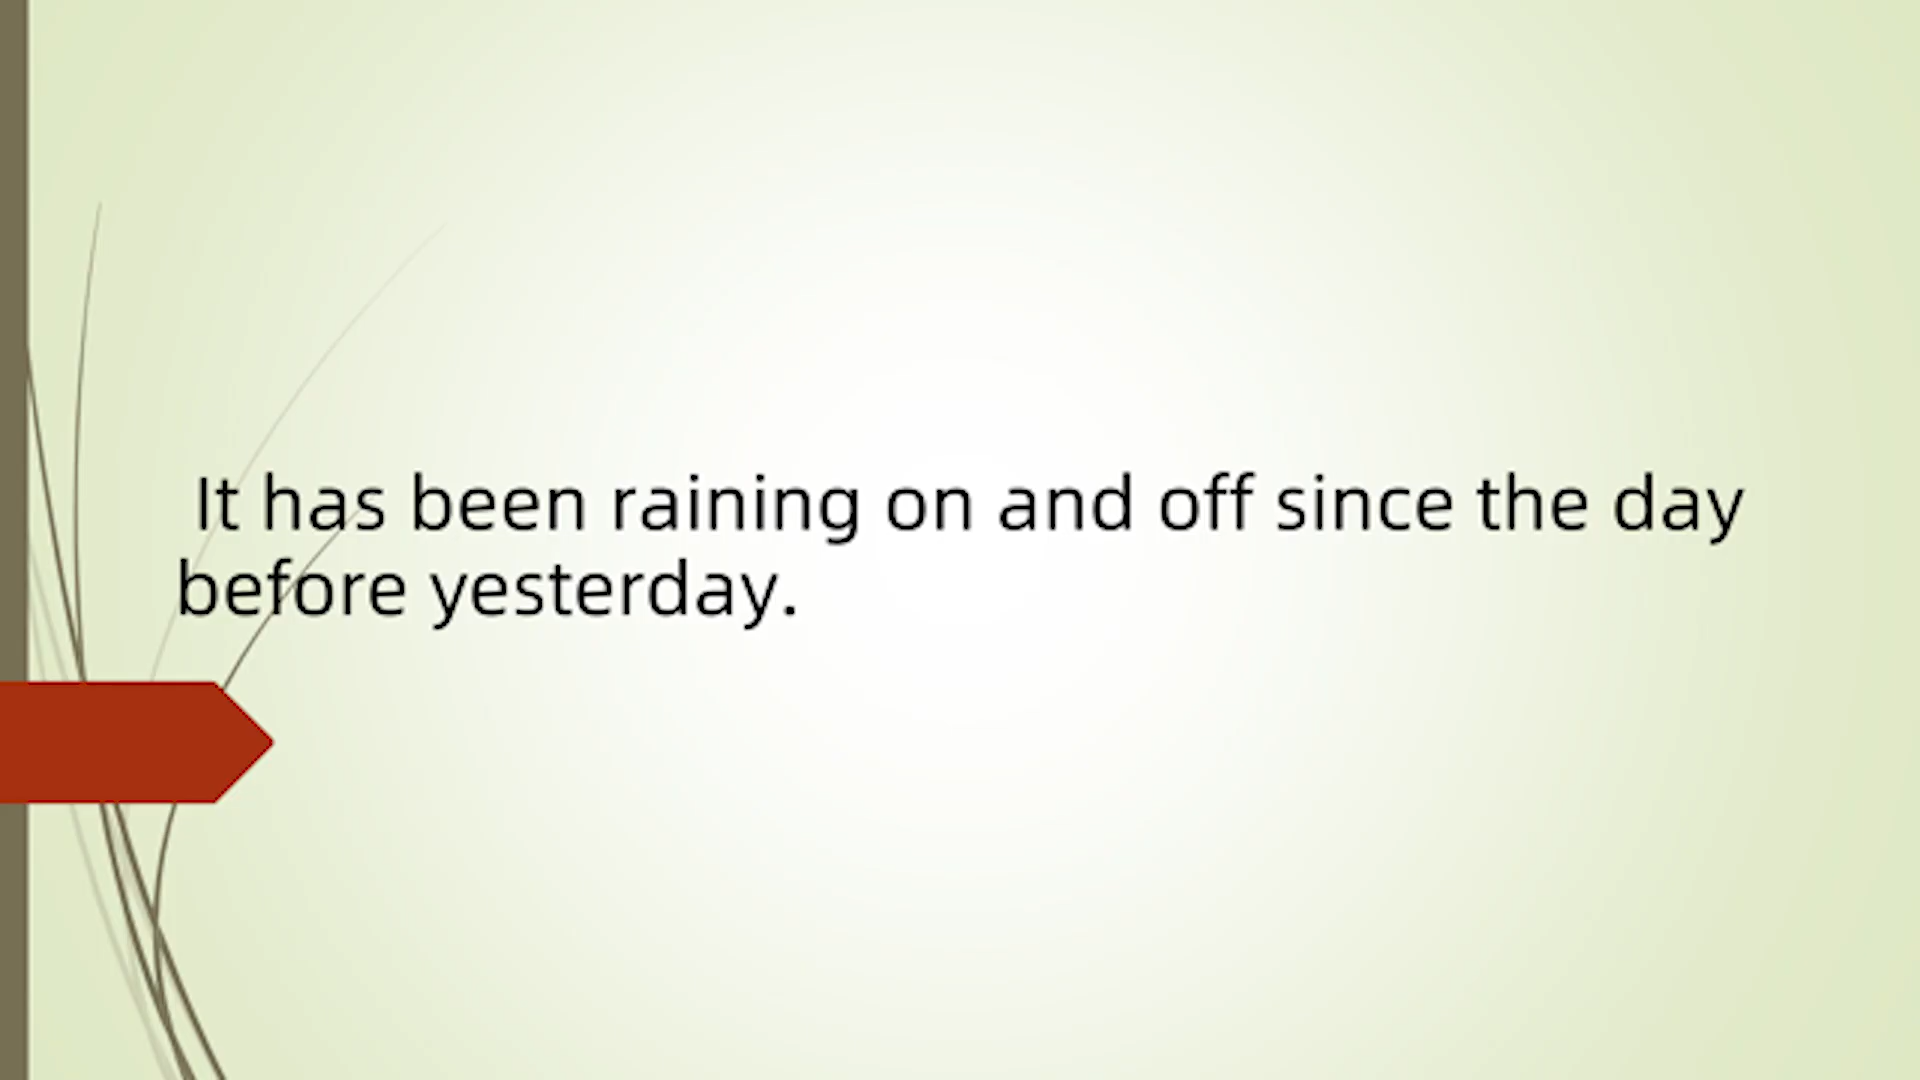 It has been raining on and off since the day
before yesterday.